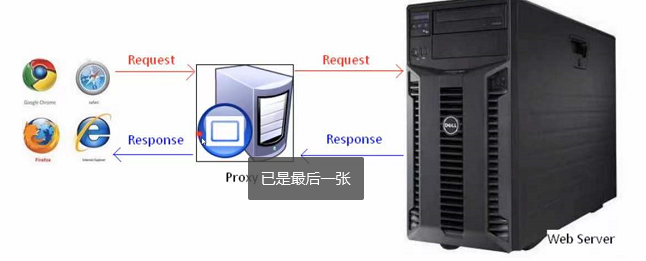 Request
Request
Google Chrome
safari
Response
Response
Firefox
Internet Explorer
DELL
Proxy
已是最后一张
Web Server